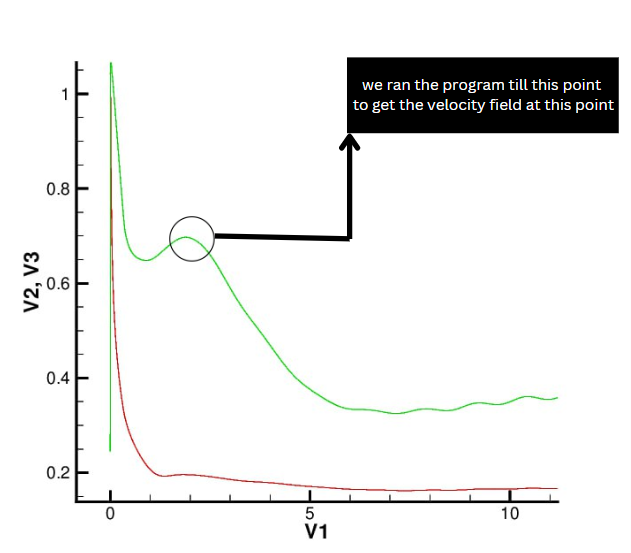 we ran the program till this point
to get the velocity field at this point
1
0.8
0.6
0.4
0.2
V2, V3
0 5 10
V1